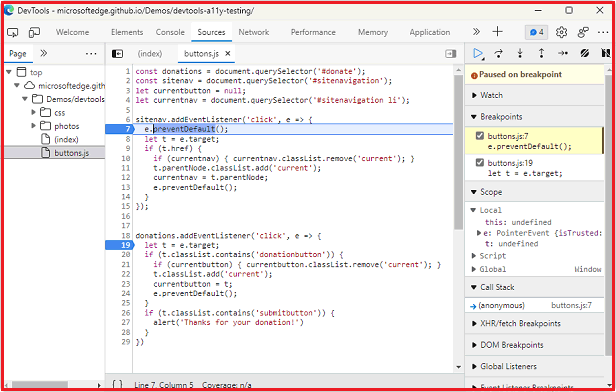 DevTools - microsoftedge.github.io/Demos/devtools-a11y-testing/
Welcome Elements Console Sources Network Performance Memory Application 4
Page (index) buttons.js
top
microsoftedge.git
Demos/devtools
css
photos
(index)
buttons.js
1 const donations = document.querySelector('#donate');
2 const sitenav = document.querySelector('#sitenavigation');
3 let currentbutton = null;
4 let currentnav = document.querySelector('#sitenavigation li');
5
6 sitenav.addEventListener('click', e => {
7 e.preventDefault();
8 let t = e.target;
9 if (t.href) {
10 if (currentnav) { currentnav.classList.remove('current'); }
11 t.parentNode.classList.add('current');
12 currentnav = t.parentNode;
13 e.preventDefault();
14 }
15 });
16
17
18 donations.addEventListener('click', e => {
19 let t = e.target;
20 if (t.classList.contains('donationbutton')) {
21 if (currentbutton) { currentbutton.classList.remove('current'); }
22 t.classList.add('current');
23 currentbutton = t;
24 e.preventDefault();
25 }
26 if (t.classList.contains('submitbutton')) {
27 alert('Thanks for your donation!')
28 }
29 })
{ } Line 7, Column 5 Coverage: n/a
Paused on breakpoint
Watch
Breakpoints
buttons.js:7
e.preventDefault();
buttons.js:19
let t = e.target;
Scope
Local
this: undefined
e: PointerEvent {isTrusted:
t: undefined
Script
Global Window
Call Stack
(anonymous) buttons.js:7
XHR/fetch Breakpoints
DOM Breakpoints
Global Listeners
Event Listener Breakpoints